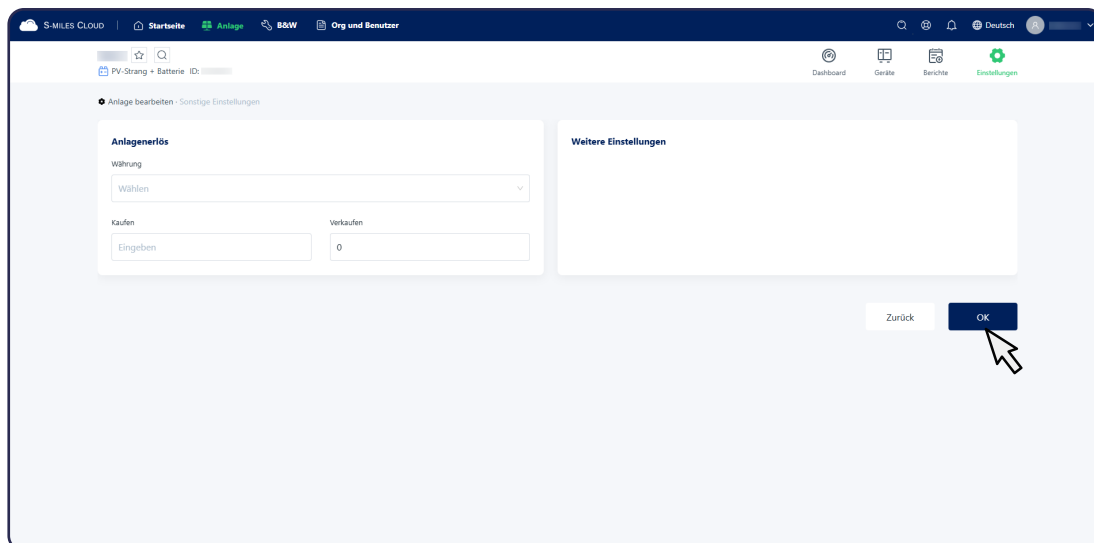 S-MILES CLOUD Startseite Anlage B&W Org und Benutzer Deutsch
PV-Strang + Batterie ID:
Dashboard Geräte Berichte Einstellungen
Anlage bearbeiten · Sonstige Einstellungen
Anlagenerlös
Währung
Wählen
Kaufen Verkaufen
Eingeben 0
Weitere Einstellungen
Zurück OK